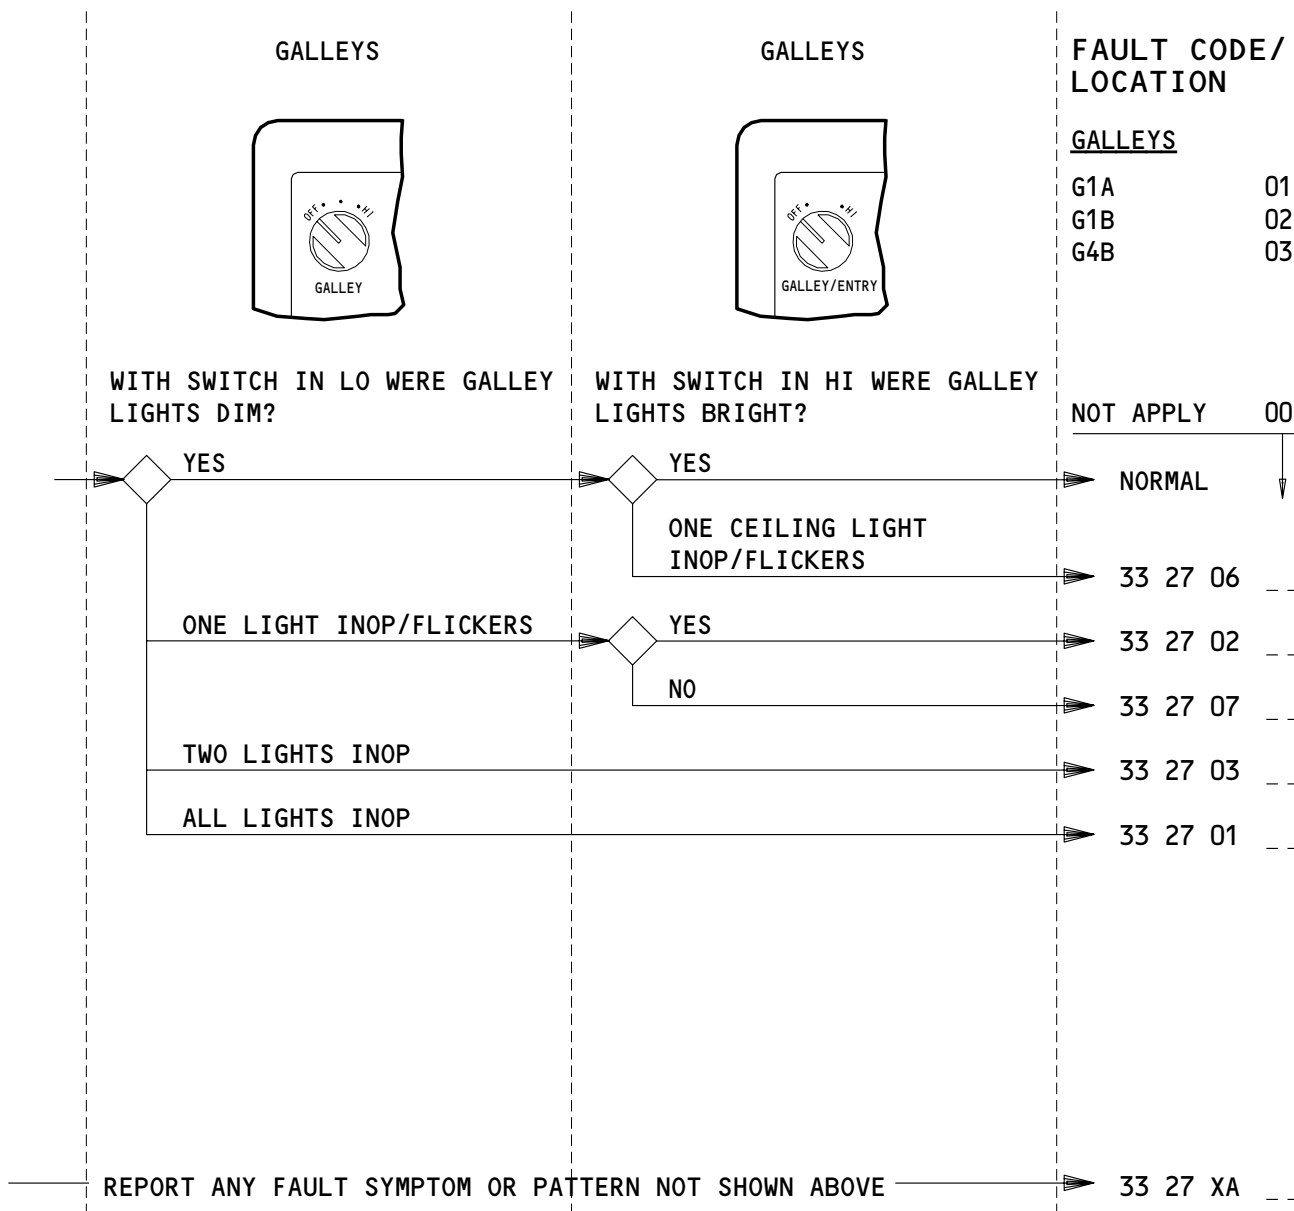 GALLEYS
OFF
HI
GALLEY
WITH SWITCH IN LO WERE GALLEY
LIGHTS DIM?
GALLEYS
OFF
HI
GALLEY/ENTRY
WITH SWITCH IN HI WERE GALLEY
LIGHTS BRIGHT?
FAULT CODE/
LOCATION
GALLEYS
G1A 01
G1B 02
G4B 03
NOT APPLY 00
YES
YES
NORMAL
ONE CEILING LIGHT
INOP/FLICKERS
33 27 06 _ _
ONE LIGHT INOP/FLICKERS
YES
33 27 02 _ _
NO
33 27 07 _ _
TWO LIGHTS INOP
33 27 03 _ _
ALL LIGHTS INOP
33 27 01 _ _
REPORT ANY FAULT SYMPTOM OR PATTERN NOT SHOWN ABOVE
33 27 XA _ _